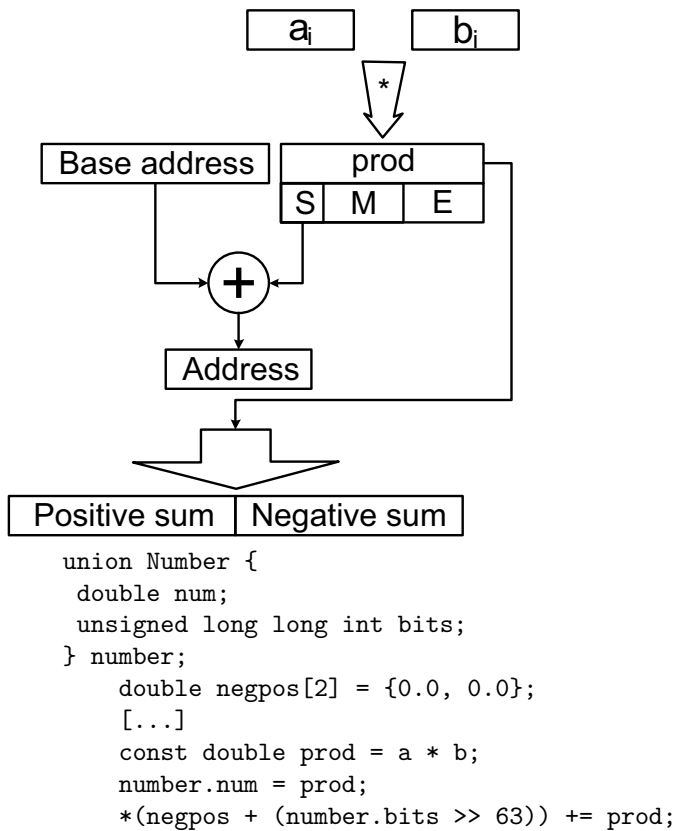 aᵢ bᵢ
*
Base address prod
S M E
+
Address
Positive sum Negative sum
union Number {
double num;
unsigned long long int bits;
} number;
double negpos[2] = {0.0, 0.0};
[...]
const double prod = a * b;
number.num = prod;
*(negpos + (number.bits >> 63)) += prod;